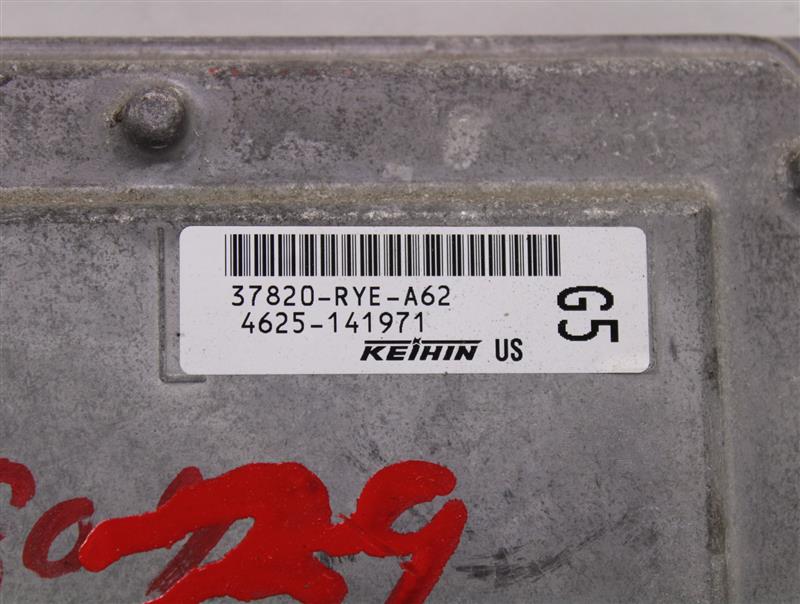 37820-RYE-A62
4625-141971
KEIHIN US
G5